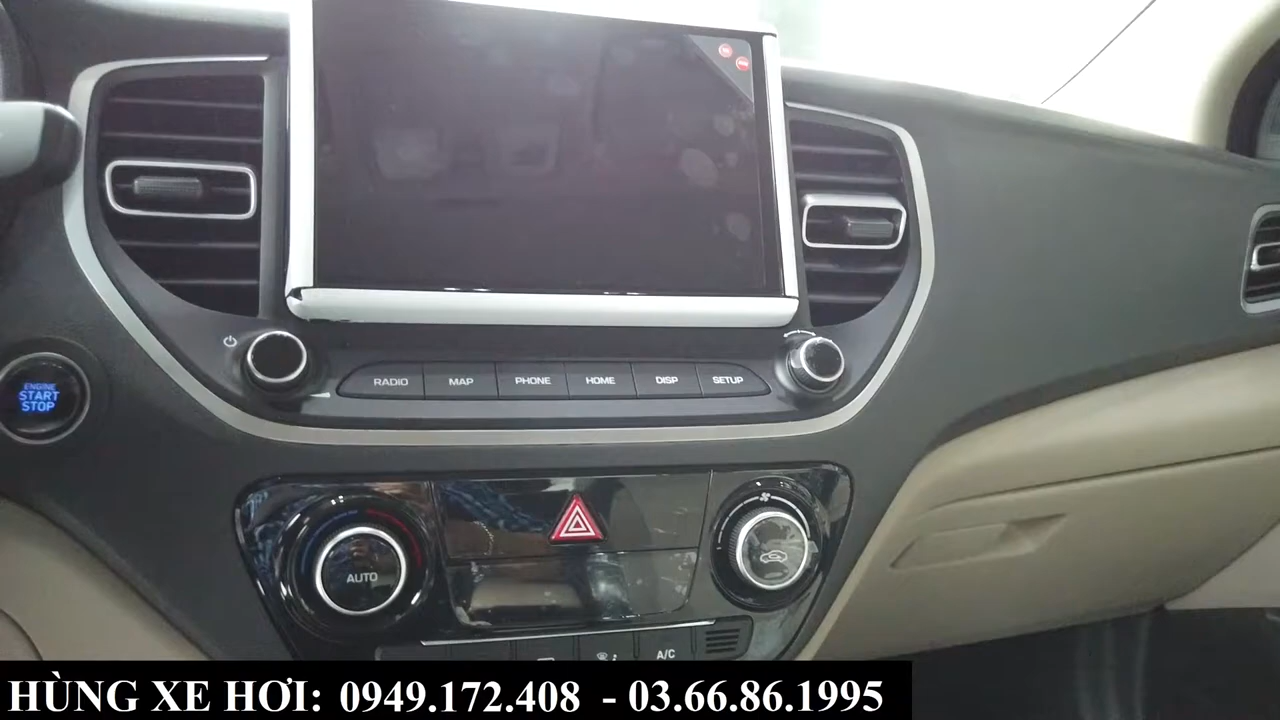 ENGINE
START
STOP
RADIO MAP PHONE HOME DISP SETUP
AUTO
A/C
HÙNG XE HƠI: 0949.172.408 - 03.66.86.1995